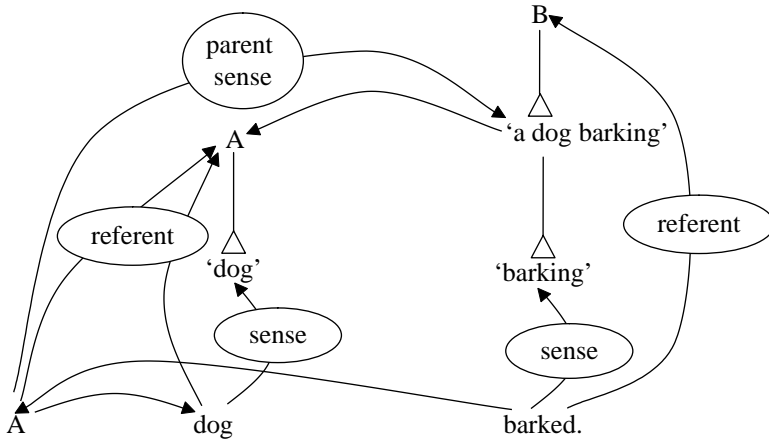 B
parent
sense
‘a dog barking’
A
referent
referent
‘dog’
‘barking’
sense
sense
A dog barked.